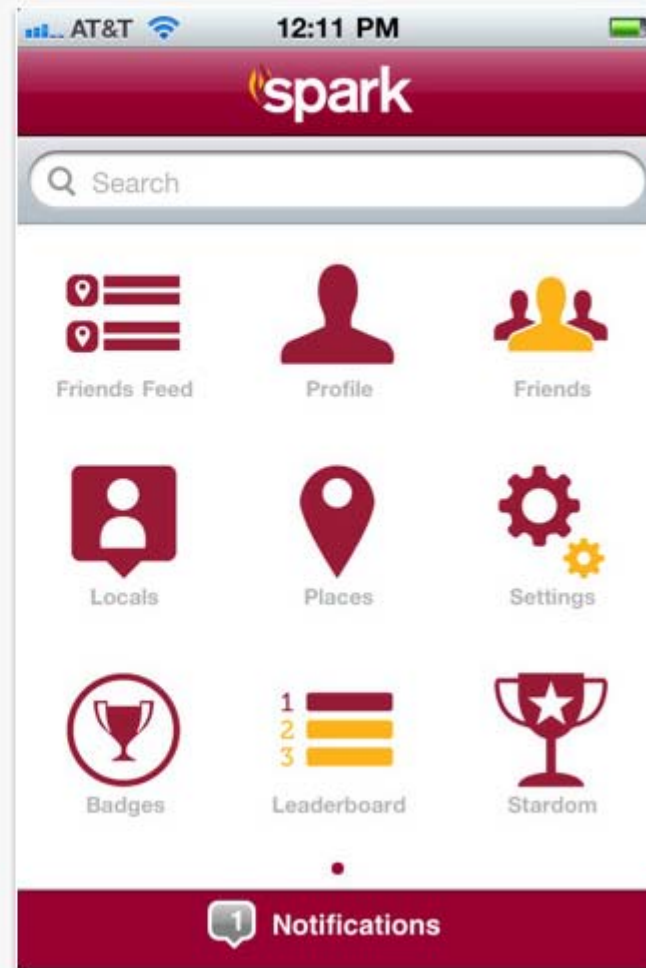 AT&T 12:11 PM
spark
Search
Friends Feed Profile Friends
Locals Places Settings
1
2
3
Badges Leaderboard Stardom
1 Notifications